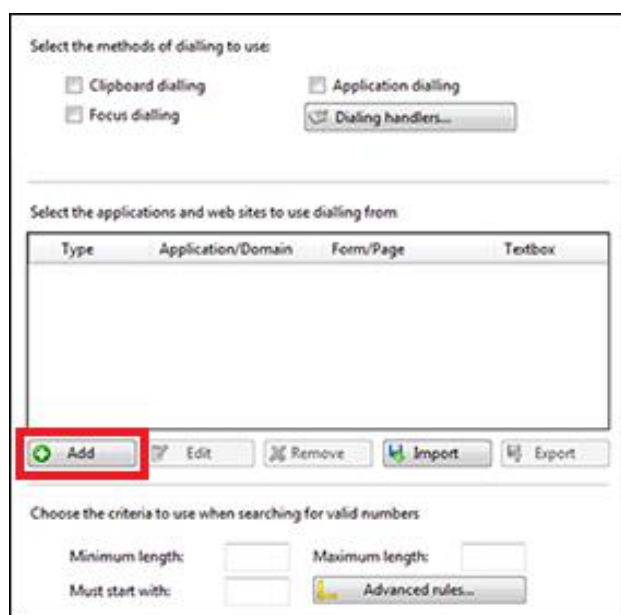 Select the methods of dialling to use:
Clipboard dialling Application dialling
Focus dialling Dialing handlers...
Select the applications and web sites to use dialling from
Type Application/Domain Form/Page Textbox
Add Edit Remove Import Export
Choose the criteria to use when searching for valid numbers
Minimum length: Maximum length:
Must start with: Advanced rules...